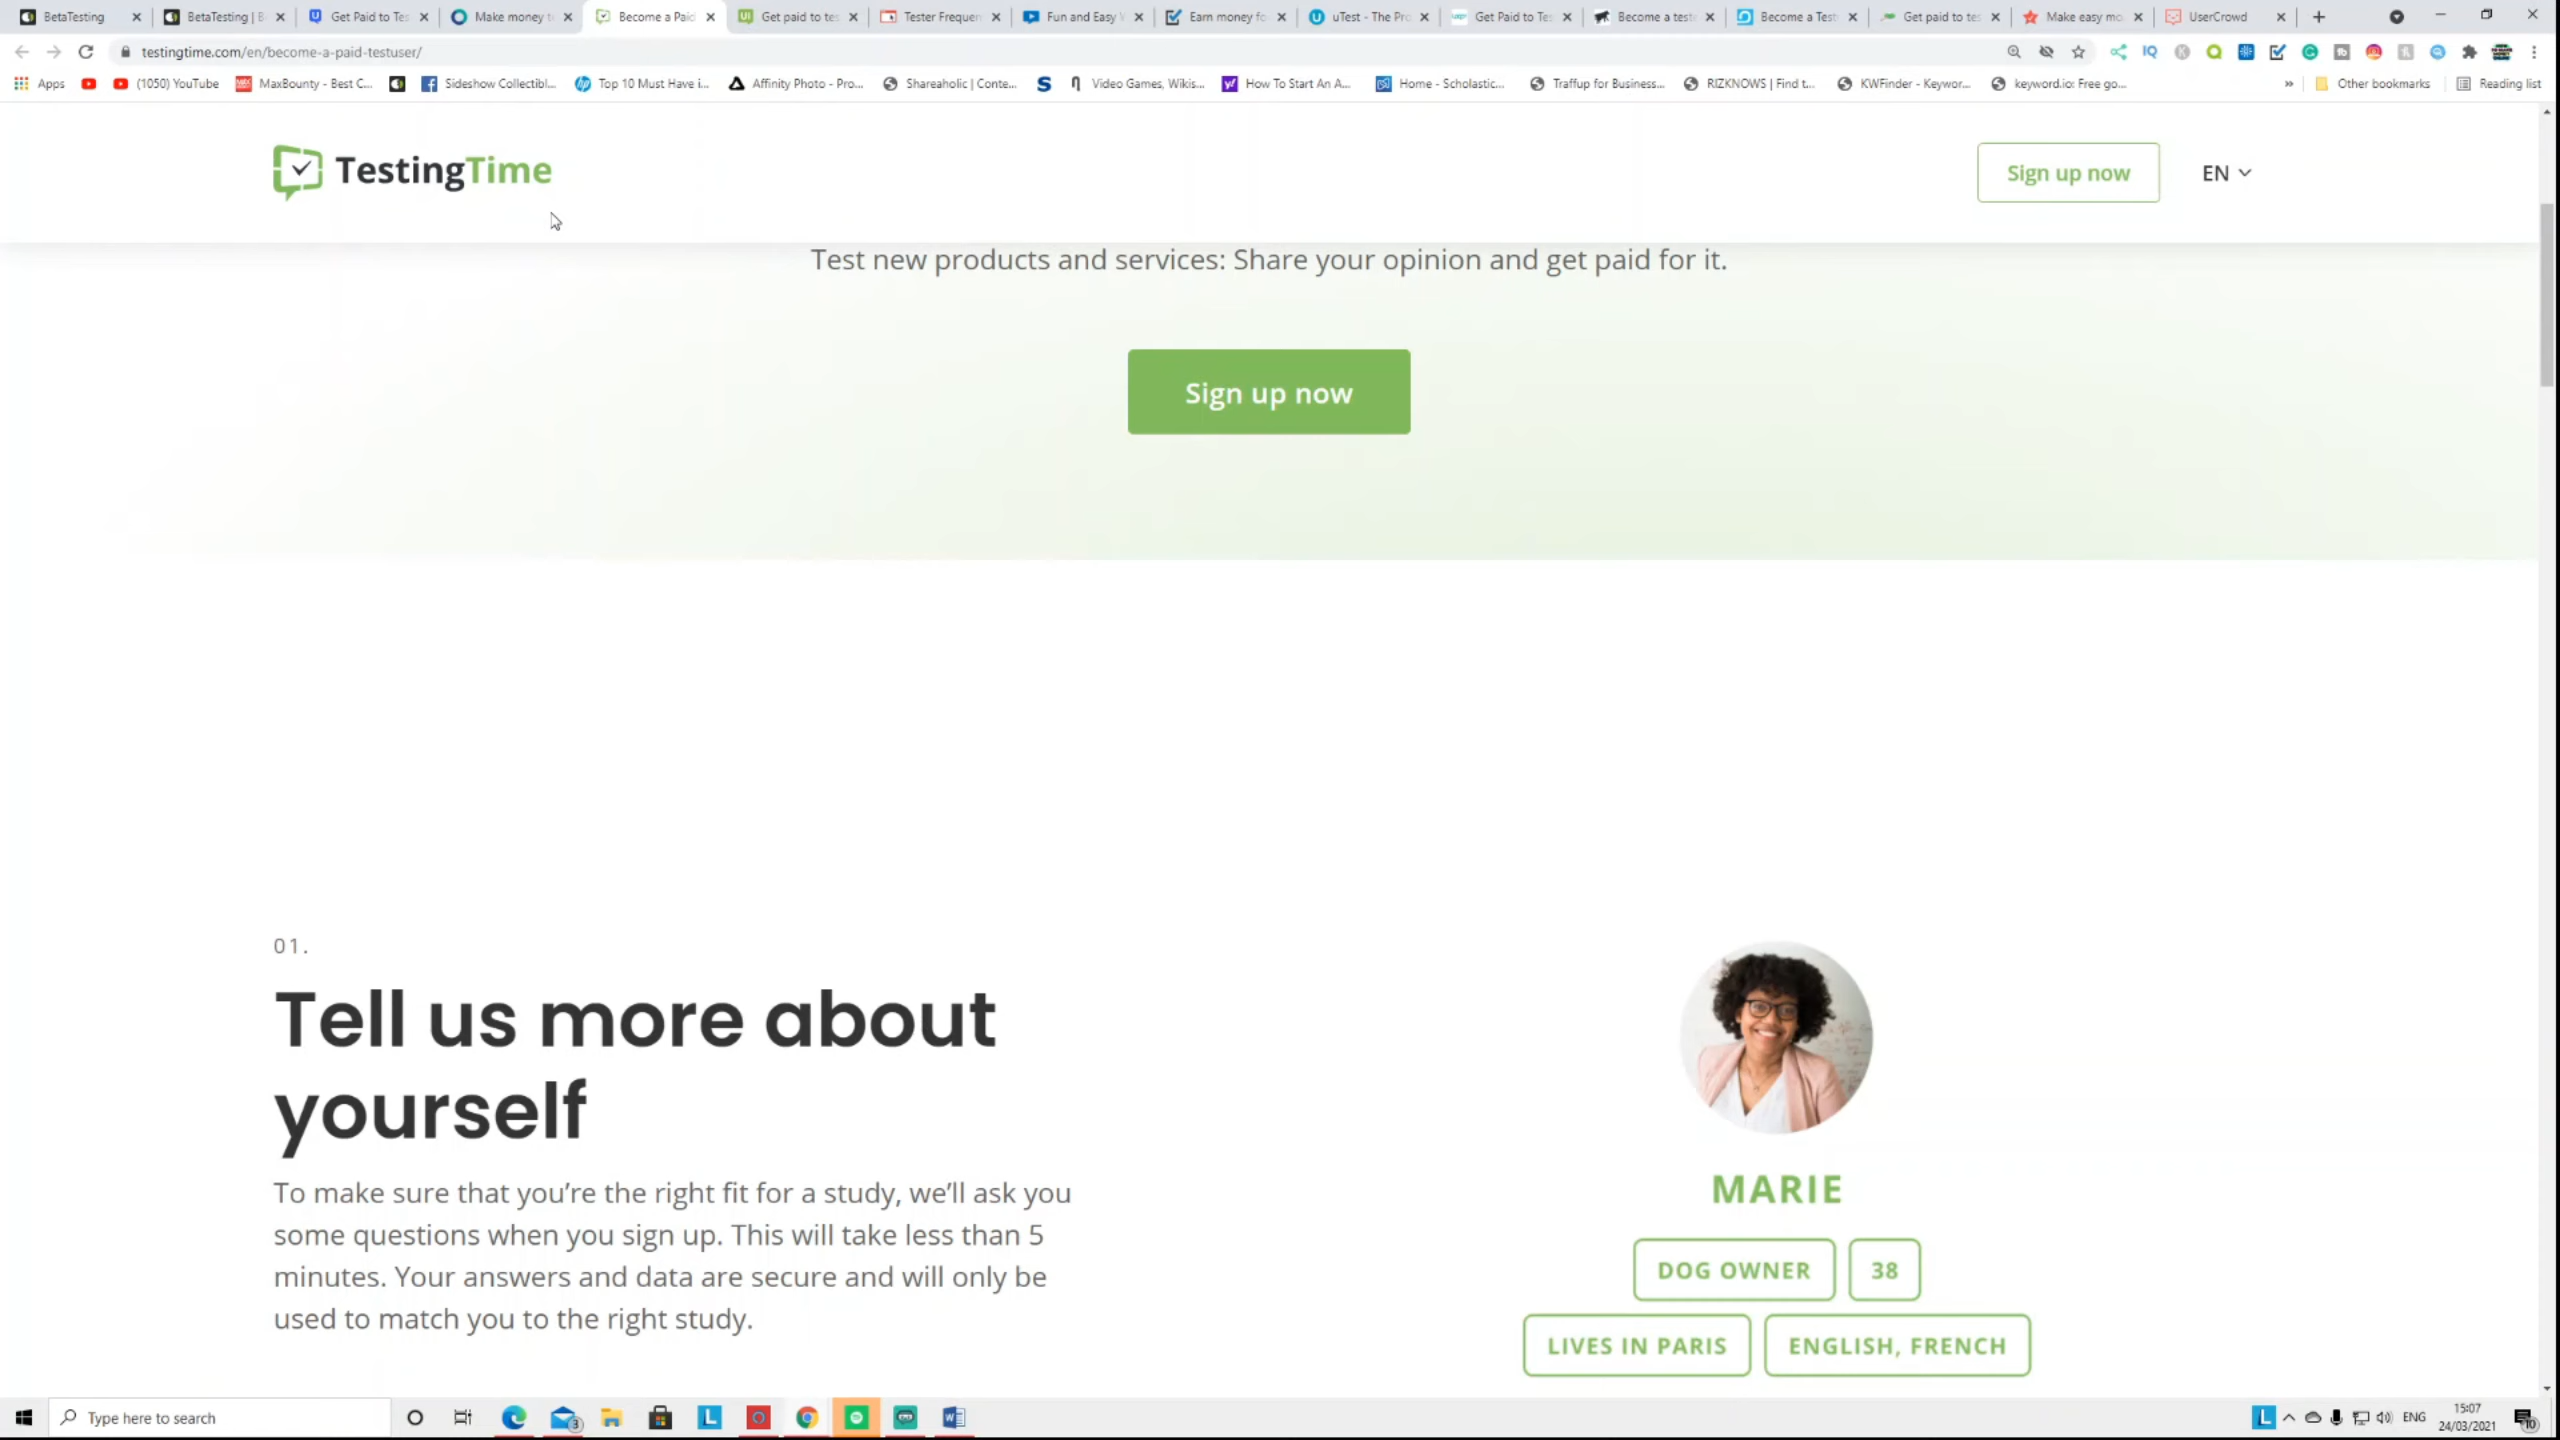 BetaTesting
BetaTesting | B
Get Paid to Tes
Make money t
Become a Paid
Get paid to tes
Tester Frequen
Fun and Easy
Earn money fo
uTest - The Pro
Get Paid to Tes
Become a teste
Become a Test
Get paid to tes
Make easy mo
UserCrowd
testingtime.com/en/become-a-paid-testuser/
Apps
(1050) YouTube
MaxBounty - Best C...
Sideshow Collectibl...
Top 10 Must Have i...
Affinity Photo - Pro...
Shareaholic | Conte...
Video Games, Wikis...
How To Start An A...
Home - Scholastic...
Traffup for Business...
RIZKNOWS | Find t...
KWFinder - Keywor...
keyword.io: Free go...
Other bookmarks
Reading list
TestingTime
Sign up now
EN
Test new products and services: Share your opinion and get paid for it.
Sign up now
01.
Tell us more about
yourself
To make sure that you’re the right fit for a study, we’ll ask you
some questions when you sign up. This will take less than 5
minutes. Your answers and data are secure and will only be
used to match you to the right study.
MARIE
DOG OWNER
38
LIVES IN PARIS
ENGLISH, FRENCH
Type here to search
ENG
15:07
24/03/2021